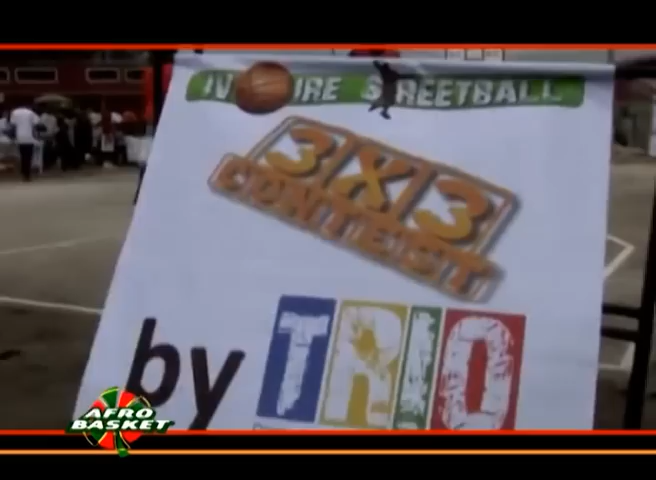 IVOIRE STREETBALL
3X3
CONTEST
by TRIO
AFRO
BASKET